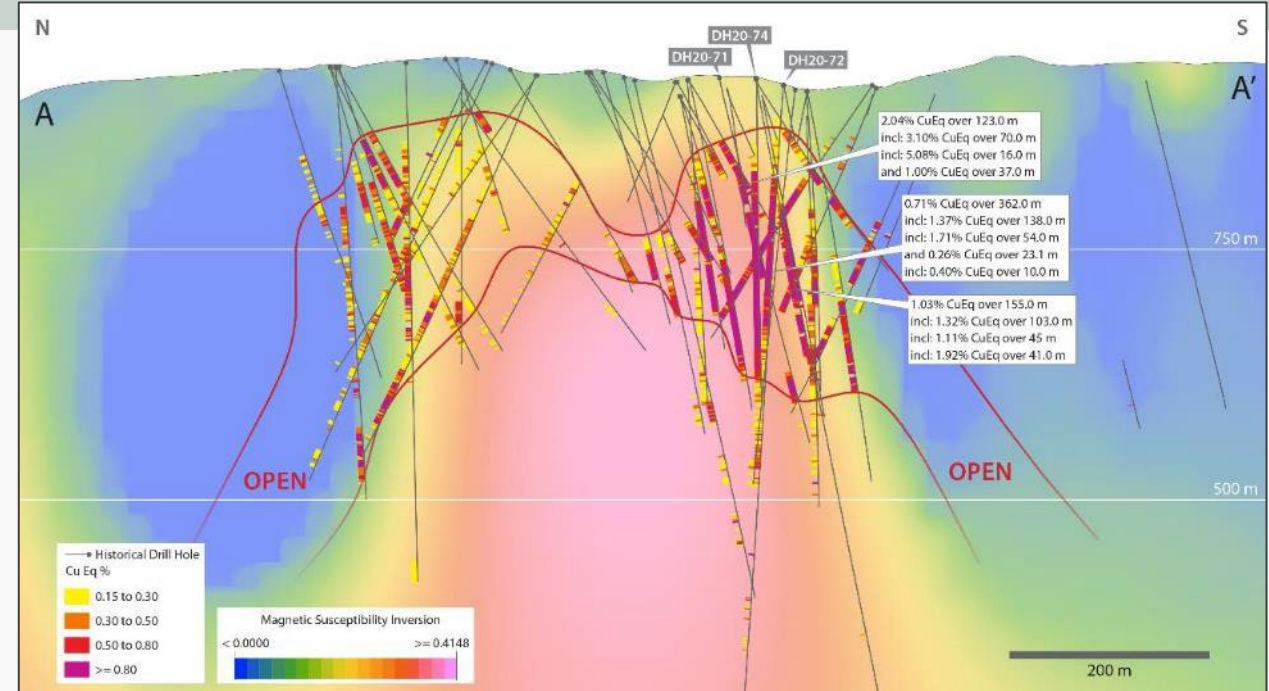 N
S
DH20-74
DH20-71
DH20-72
A
A'
2.04% CuEq over 123.0 m
incl: 3.10% CuEq over 70.0 m
incl: 5.08% CuEq over 16.0 m
and 1.00% CuEq over 37.0 m
0.71% CuEq over 362.0 m
incl: 1.37% CuEq over 138.0 m
incl: 1.71% CuEq over 54.0 m
and 0.26% CuEq over 23.1 m
incl: 0.40% CuEq over 10.0 m
750 m
1.03% CuEq over 155.0 m
incl: 1.32% CuEq over 103.0 m
incl: 1.11% CuEq over 45 m
incl: 1.92% CuEq over 41.0 m
OPEN
OPEN
500 m
Historical Drill Hole
Cu Eq %
0.15 to 0.30
0.30 to 0.50
0.50 to 0.80
>= 0.80
Magnetic Susceptibility Inversion
< 0.0000
>= 0.4148
200 m